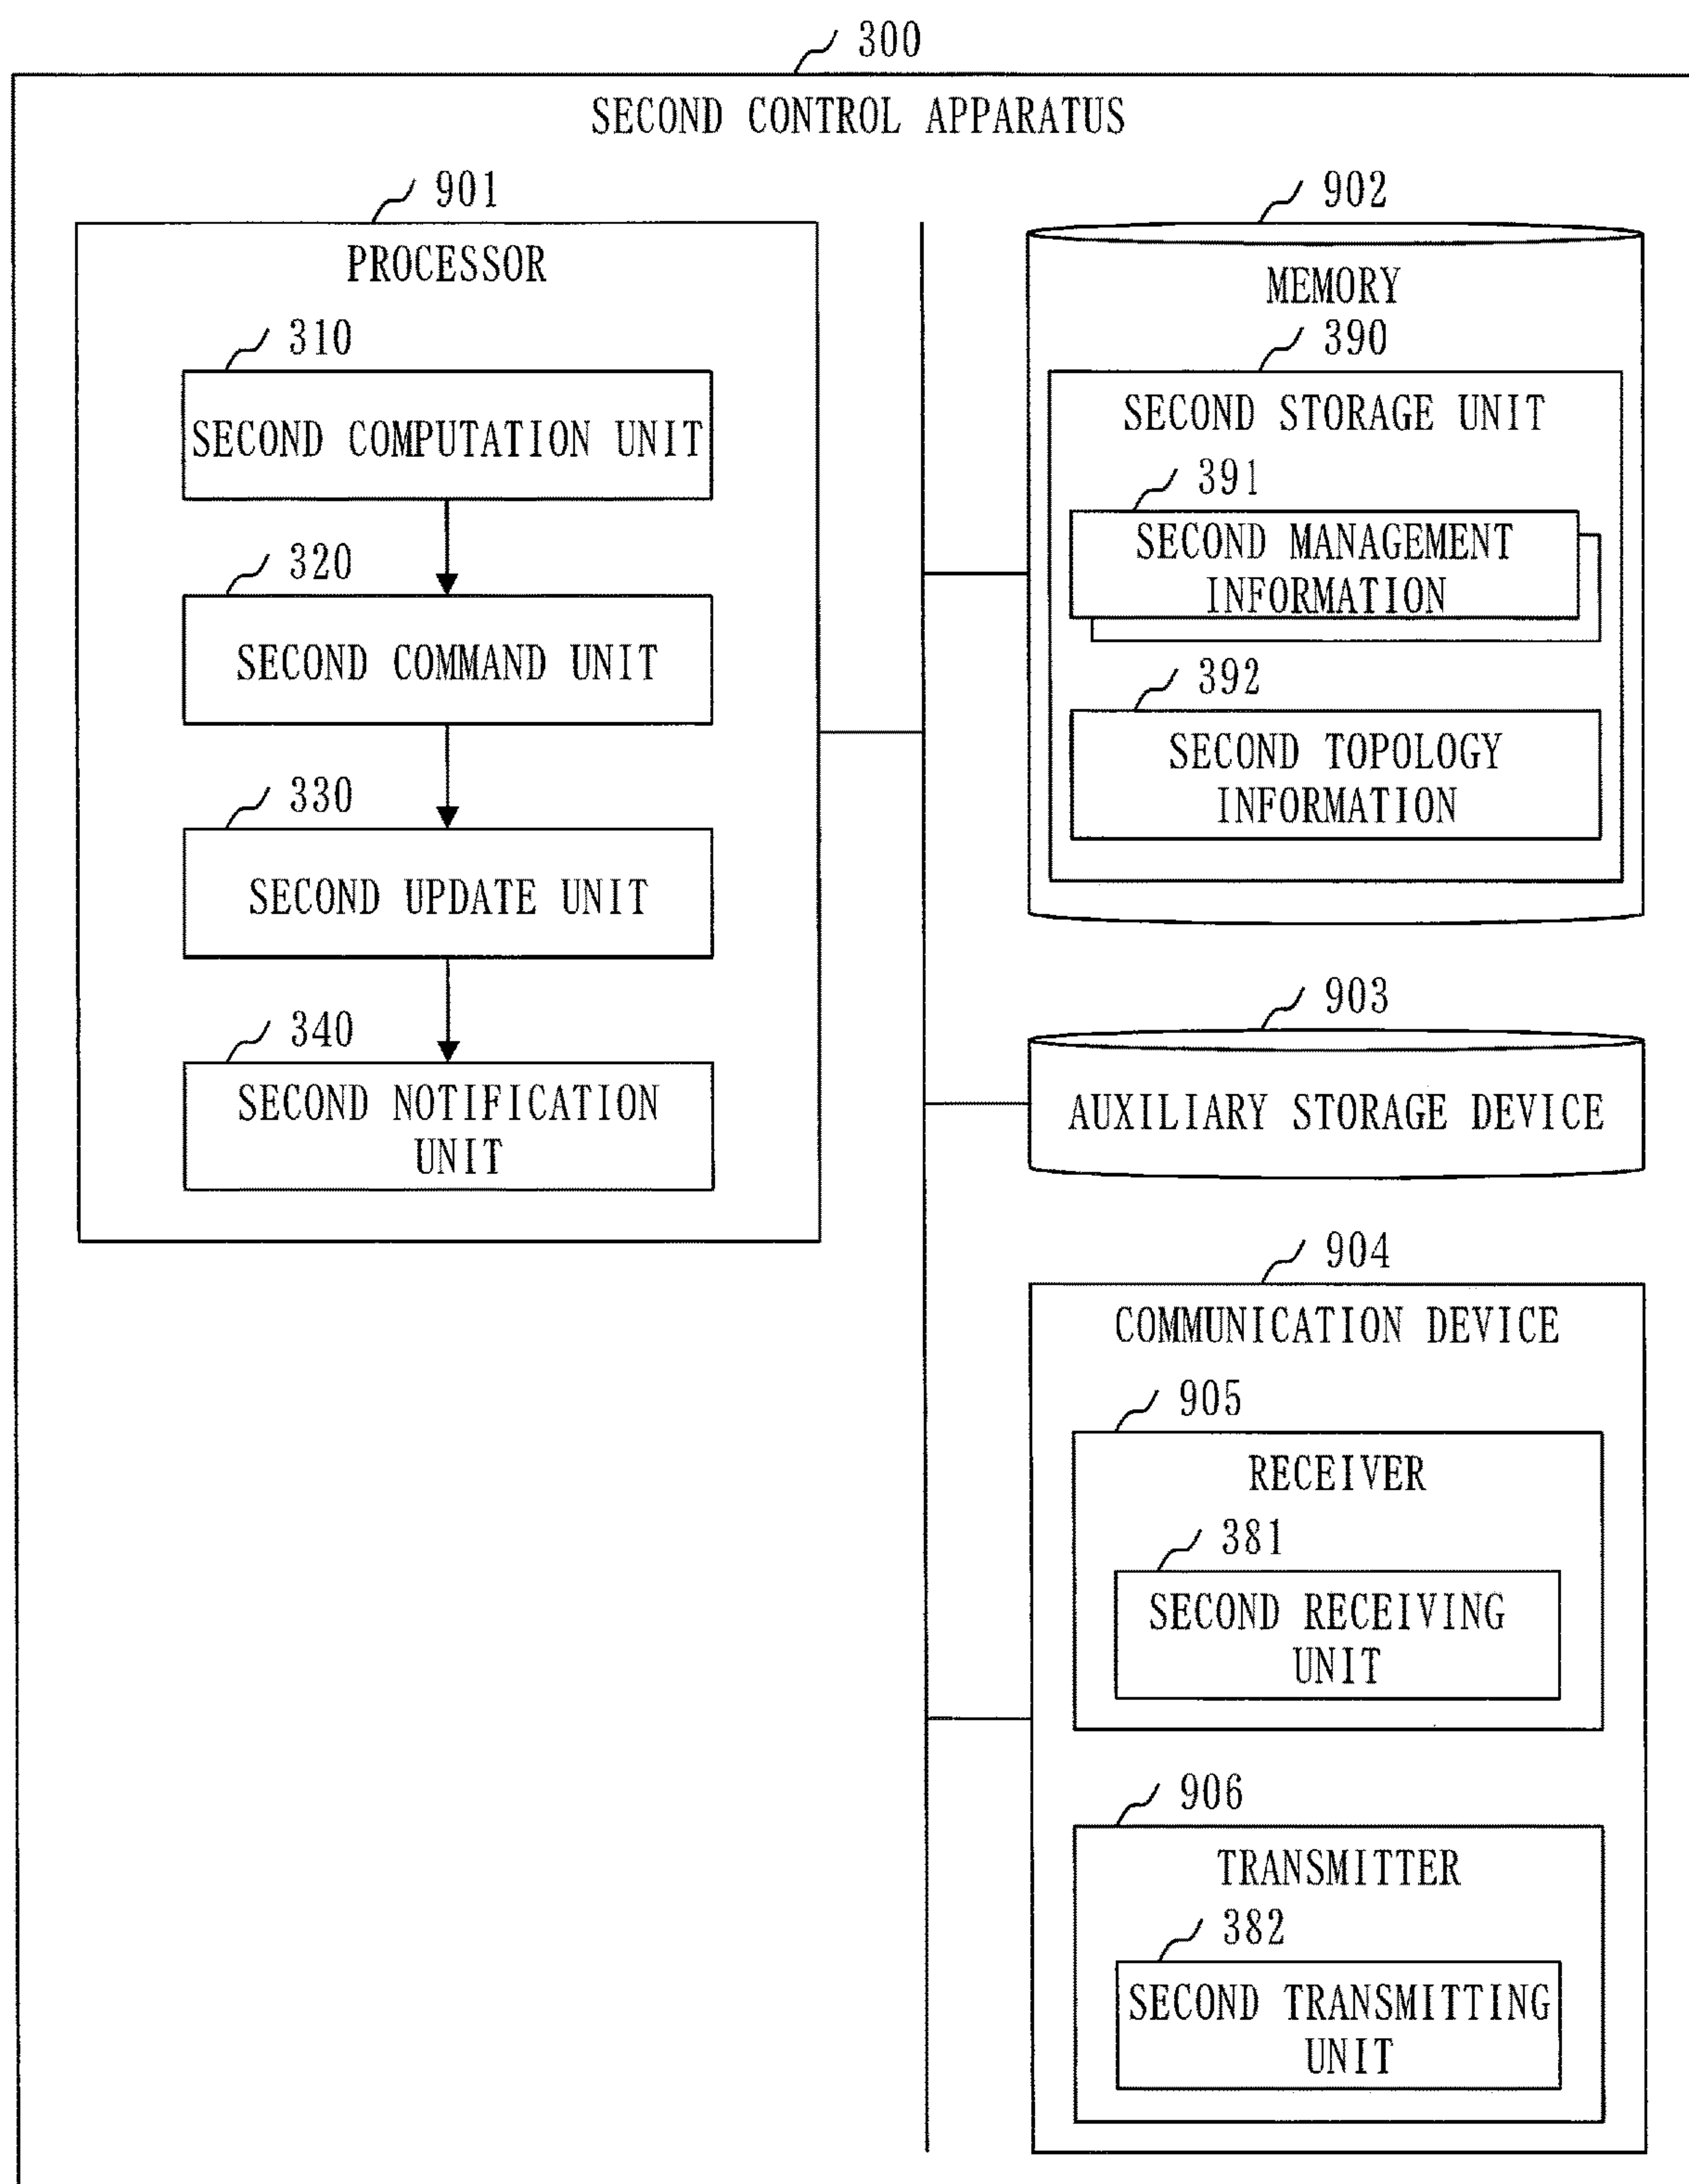 300
SECOND CONTROL APPARATUS
901
PROCESSOR
310
SECOND COMPUTATION UNIT
320
SECOND COMMAND UNIT
330
SECOND UPDATE UNIT
340
SECOND NOTIFICATION
UNIT
902
MEMORY
390
SECOND STORAGE UNIT
391
SECOND MANAGEMENT
INFORMATION
392
SECOND TOPOLOGY
INFORMATION
903
AUXILIARY STORAGE DEVICE
904
COMMUNICATION DEVICE
905
RECEIVER
381
SECOND RECEIVING
UNIT
906
TRANSMITTER
382
SECOND TRANSMITTING
UNIT